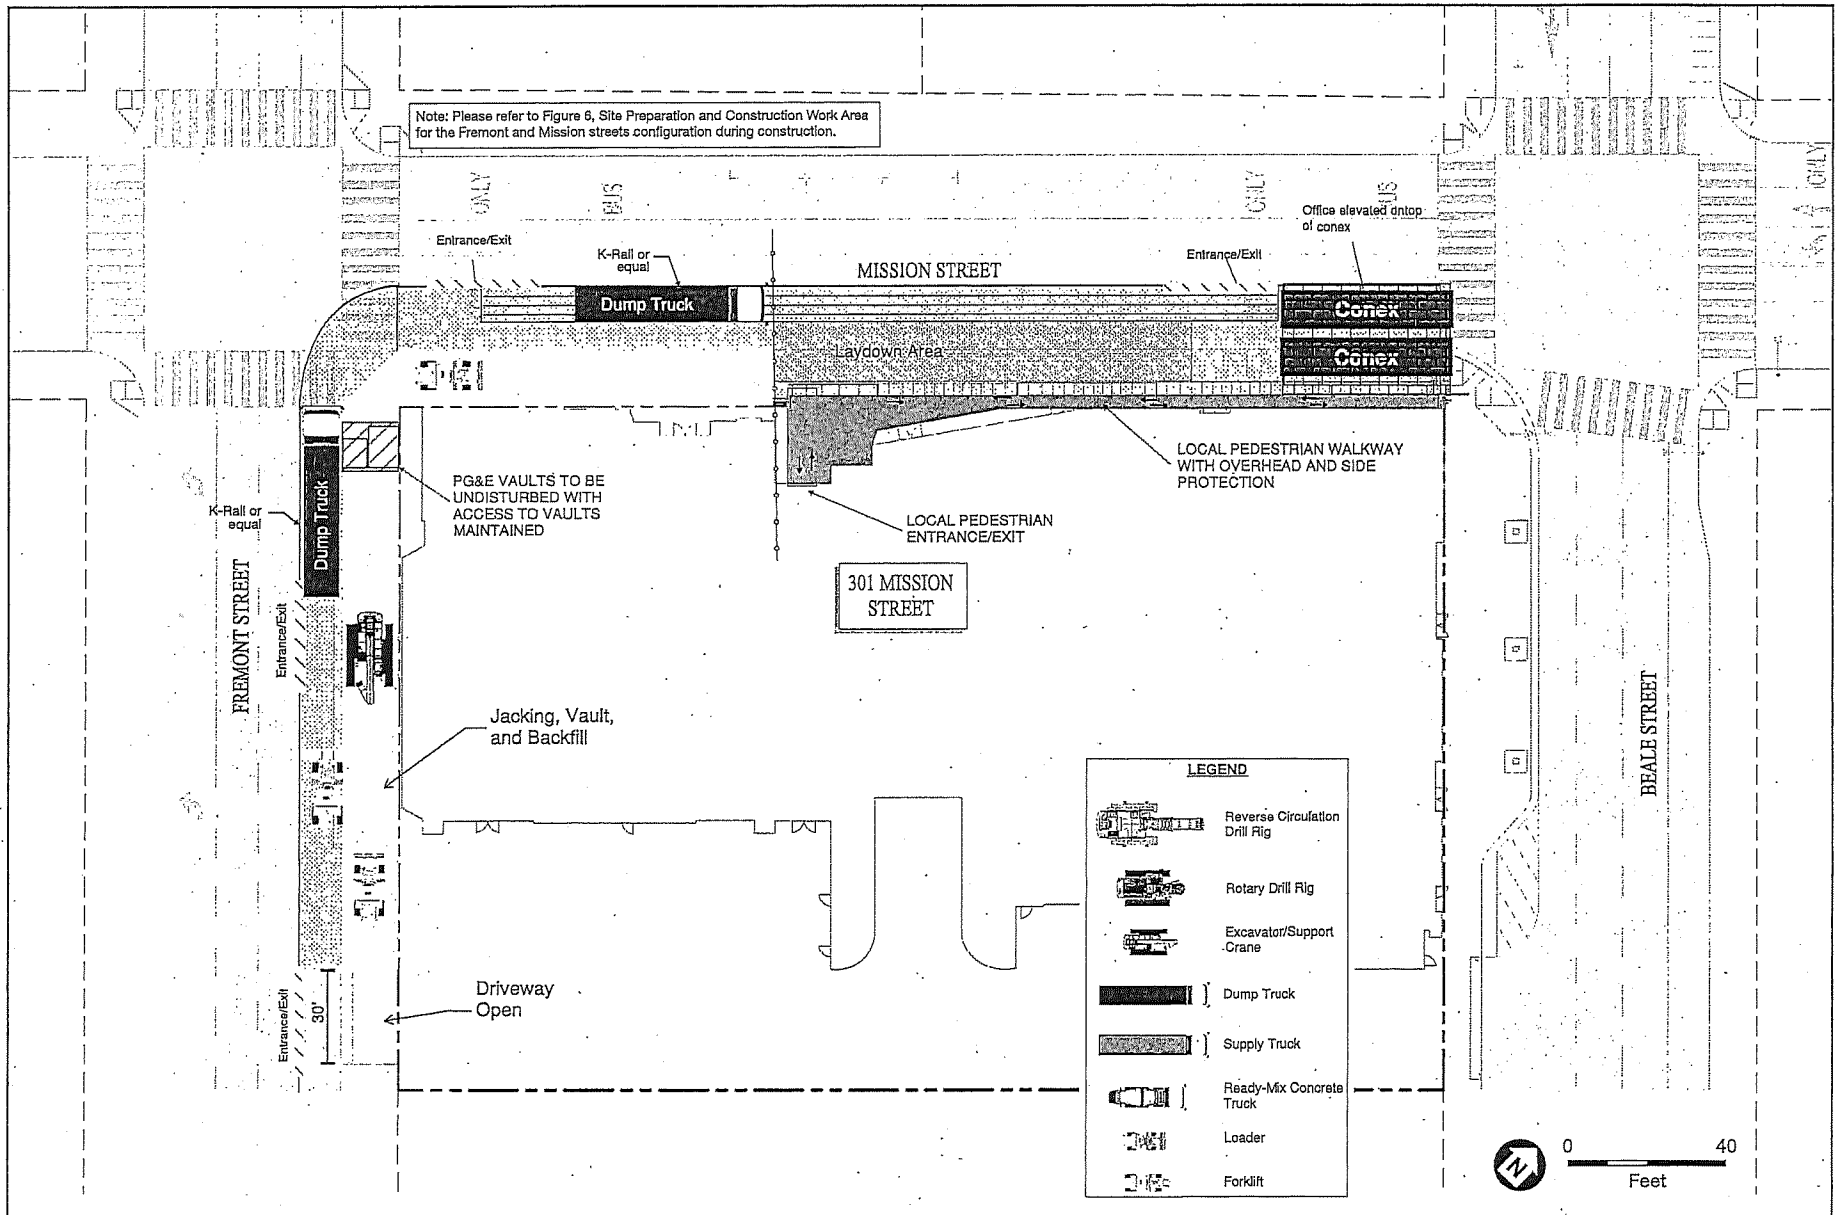 Note: Please refer to Figure 6, Site Preparation and Construction Work Area
for the Fremont and Mission streets configuration during construction.
ONLY
BUS
ONLY
ONLY
Office elevated ontop
of conex
Entrance/Exit
K-Rail or
equal
MISSION STREET
Entrance/Exit
Dump Truck
Conex
Laydown Area
Conex
PG&E VAULTS TO BE
UNDISTURBED WITH
ACCESS TO VAULTS
MAINTAINED
LOCAL PEDESTRIAN WALKWAY
WITH OVERHEAD AND SIDE
PROTECTION
K-Rail or
equal
Dump Truck
LOCAL PEDESTRIAN
ENTRANCE/EXIT
301 MISSION
STREET
FREMONT STREET
Entrance/Exit
BEALE STREET
Jacking, Vault,
and Backfill
LEGEND
Reverse Circulation
Drill Rig
Rotary Drill Rig
Excavator/Support
Crane
Dump Truck
Supply Truck
Ready-Mix Concrete
Truck
Loader
Forklift
Driveway
Open
Entrance/Exit
30'
N
0 40
Feet